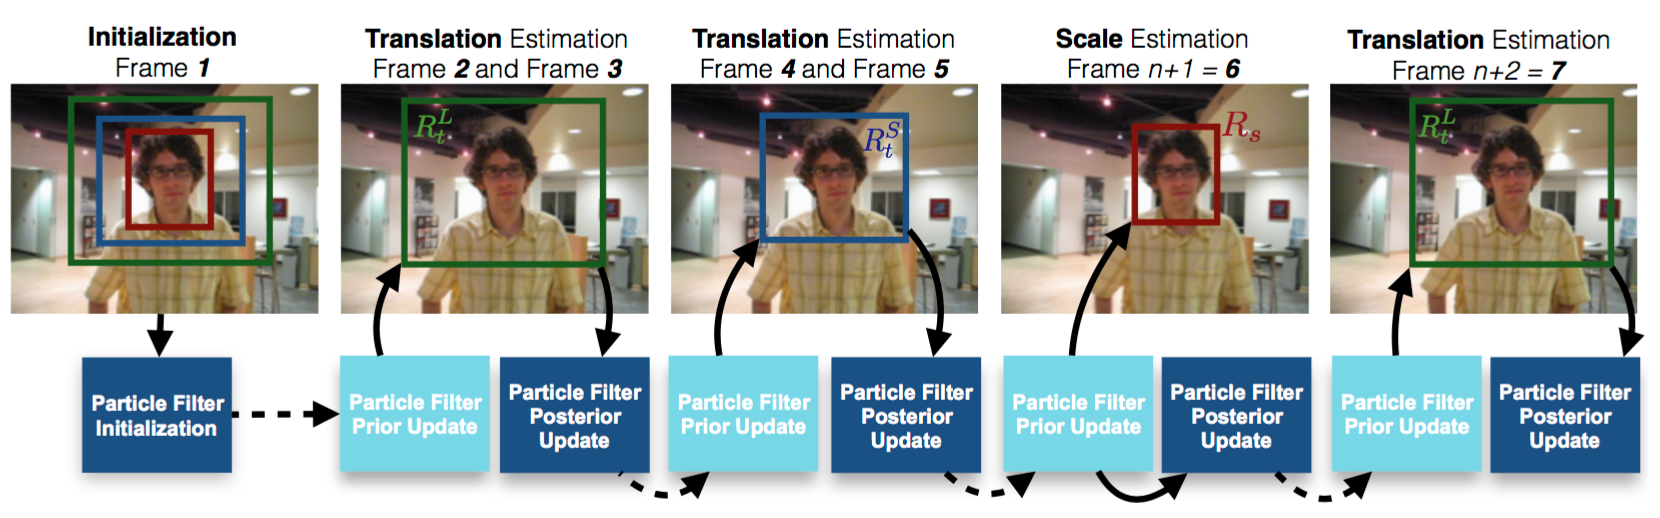 Initialization
Frame 1
Translation Estimation
Frame 2 and Frame 3
Translation Estimation
Frame 4 and Frame 5
Scale Estimation
Frame n+1 = 6
Translation Estimation
Frame n+2 = 7
R_t^L
R_t^S
R_s
R_t^L
Particle Filter
Initialization
Particle Filter
Prior Update
Particle Filter
Posterior
Update
Particle Filter
Prior Update
Particle Filter
Posterior
Update
Particle Filter
Prior Update
Particle Filter
Posterior
Update
Particle Filter
Prior Update
Particle Filter
Posterior
Update